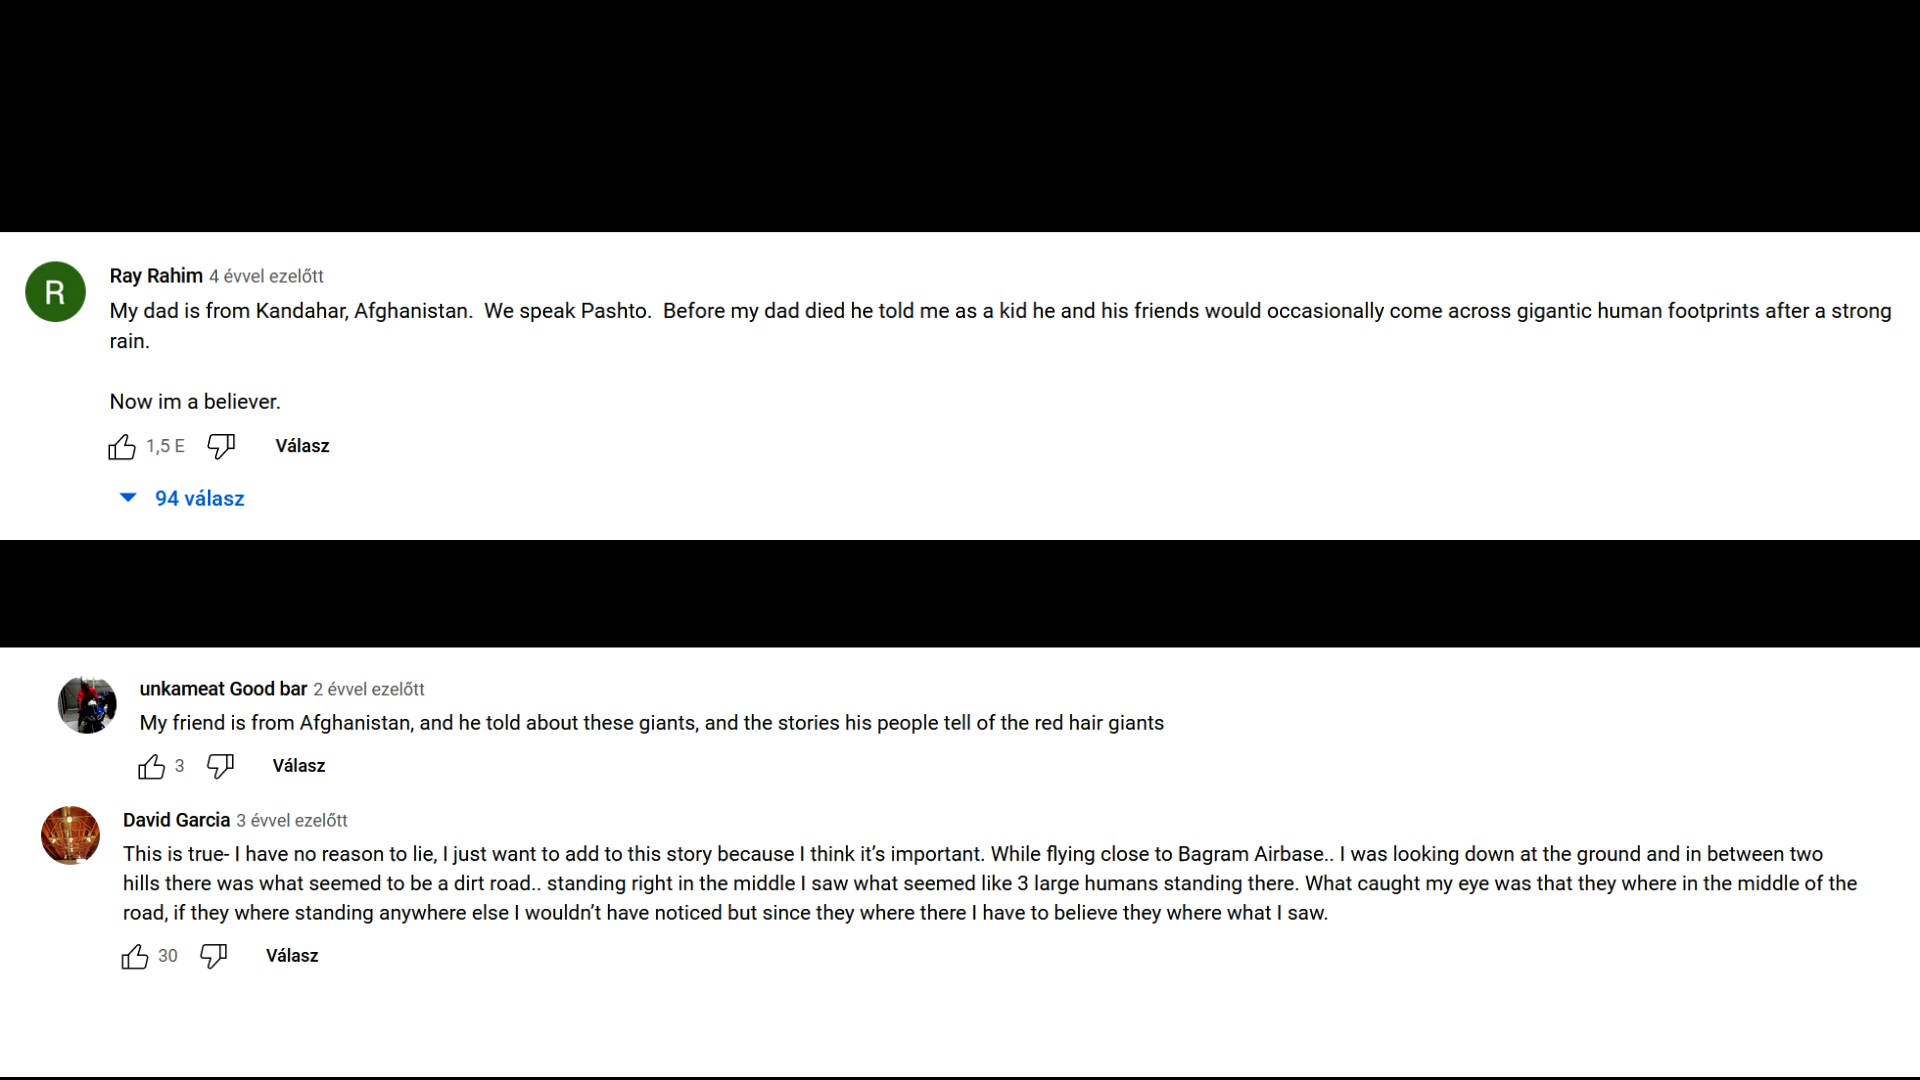 R
Ray Rahim 4 évvel ezelőtt
My dad is from Kandahar, Afghanistan.  We speak Pashto.  Before my dad died he told me as a kid he and his friends would occasionally come across gigantic human footprints after a strong
rain.
Now im a believer.
1,5 E Válasz
94 válasz
unkameat Good bar 2 évvel ezelőtt
My friend is from Afghanistan, and he told about these giants, and the stories his people tell of the red hair giants
3 Válasz
David Garcia 3 évvel ezelőtt
This is true- I have no reason to lie, I just want to add to this story because I think it’s important. While flying close to Bagram Airbase.. I was looking down at the ground and in between two
hills there was what seemed to be a dirt road.. standing right in the middle I saw what seemed like 3 large humans standing there. What caught my eye was that they where in the middle of the
road, if they where standing anywhere else I wouldn’t have noticed but since they where there I have to believe they where what I saw.
30 Válasz